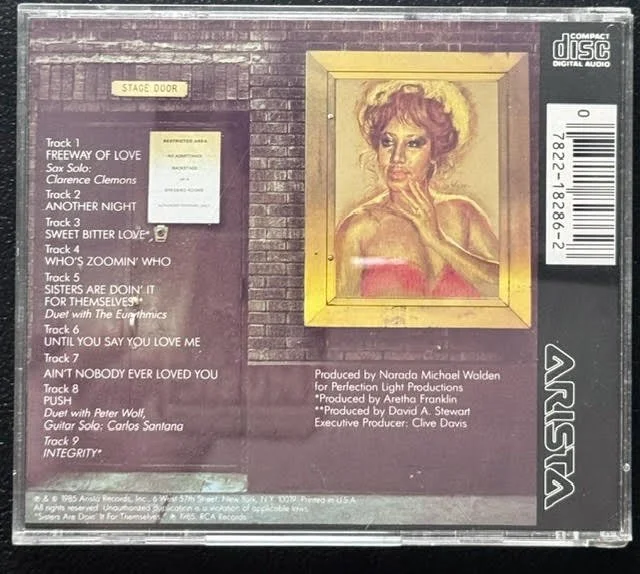 STAGE DOOR
COMPACT
disc
DIGITAL AUDIO
RESTRICTED AREA
NO ADMITTANCE
BACKSTAGE
Track 1
FREEWAY OF LOVE
Sax Solo:
Clarence Clemons
Track 2
ANOTHER NIGHT
Track 3
SWEET BITTER LOVE*
Track 4
WHO'S ZOOMIN' WHO
Track 5
SISTERS ARE DOIN' IT
FOR THEMSELVES**
Duet with The Eurythmics
Track 6
UNTIL YOU SAY YOU LOVE ME
Track 7
AIN'T NOBODY EVER LOVED YOU
Track 8
PUSH
Duet with Peter Wolf,
Guitar Solo: Carlos Santana
Track 9
INTEGRITY*
Produced by Narada Michael Walden
for Perfection Light Productions
*Produced by Aretha Franklin
**Produced by David A. Stewart
Executive Producer: Clive Davis
0 7822-18286-2
ARISTA
℗ & © 1985 Arista Records, Inc., 6 West 57th Street, New York, N.Y. 10019. Printed in U.S.A.
All rights reserved. Unauthorized duplication is a violation of applicable laws.
"Sisters Are Doin' It For Themselves," ℗ 1985, RCA Records